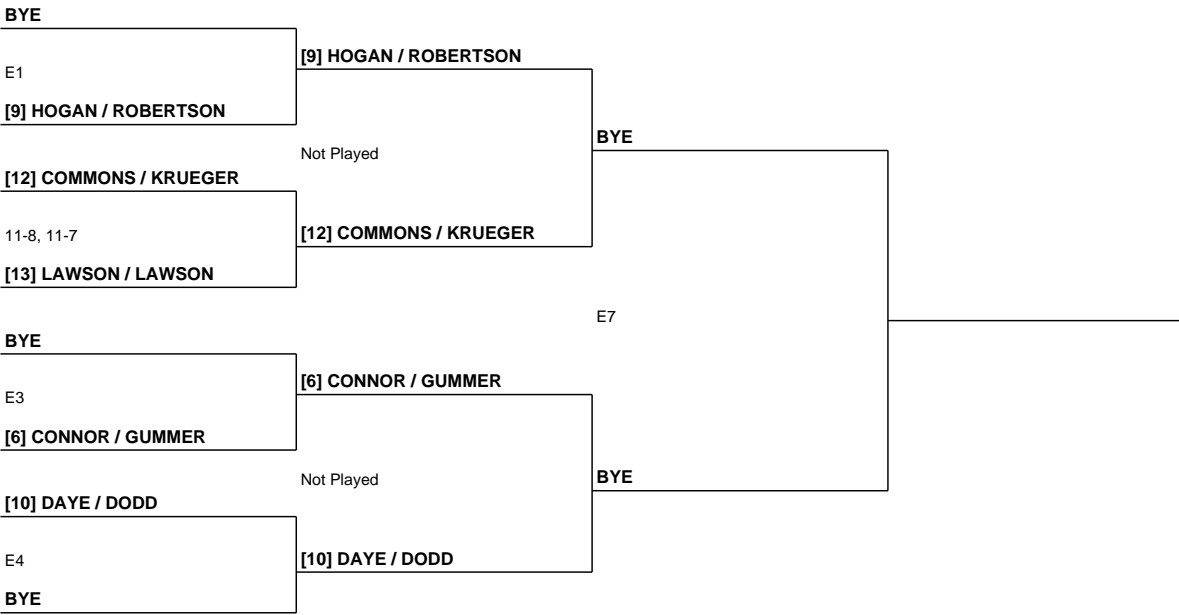 BYE
[9] HOGAN / ROBERTSON
E1
[9] HOGAN / ROBERTSON
BYE
Not Played
[12] COMMONS / KRUEGER
11-8, 11-7
[12] COMMONS / KRUEGER
[13] LAWSON / LAWSON
E7
BYE
[6] CONNOR / GUMMER
E3
[6] CONNOR / GUMMER
Not Played
BYE
[10] DAYE / DODD
E4
[10] DAYE / DODD
BYE